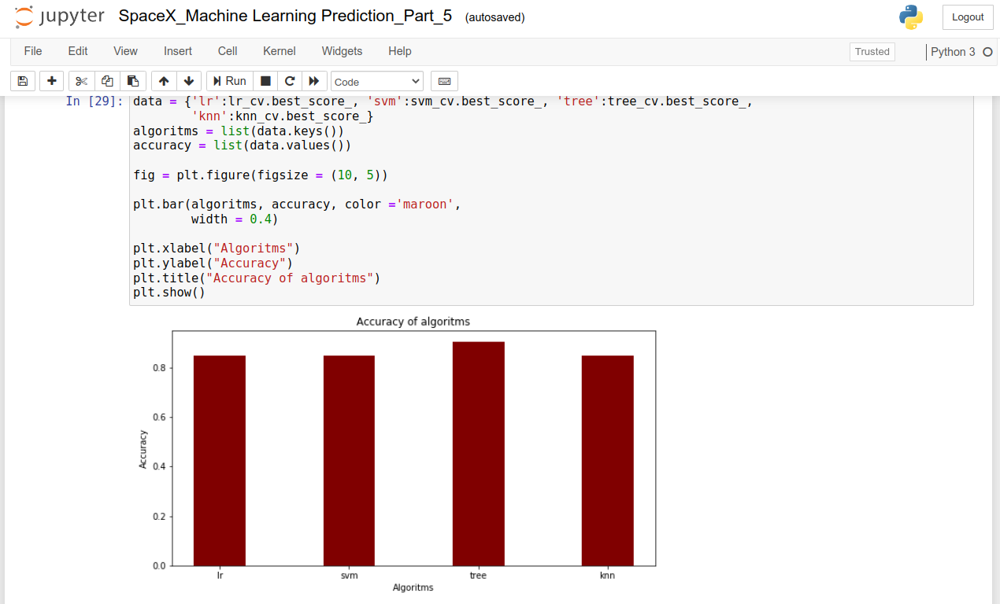 jupyter SpaceX_Machine Learning Prediction_Part_5 (autosaved) Logout
File Edit View Insert Cell Kernel Widgets Help Trusted Python 3
Run Code
In [29]: data = {'lr':lr_cv.best_score_, 'svm':svm_cv.best_score_, 'tree':tree_cv.best_score_,
'knn':knn_cv.best_score_}
algoritms = list(data.keys())
accuracy = list(data.values())
fig = plt.figure(figsize = (10, 5))
plt.bar(algoritms, accuracy, color ='maroon',
width = 0.4)
plt.xlabel("Algoritms")
plt.ylabel("Accuracy")
plt.title("Accuracy of algoritms")
plt.show()
Accuracy of algoritms
0.8
0.6
Accuracy
0.4
0.2
0.0
lr svm tree knn
Algoritms